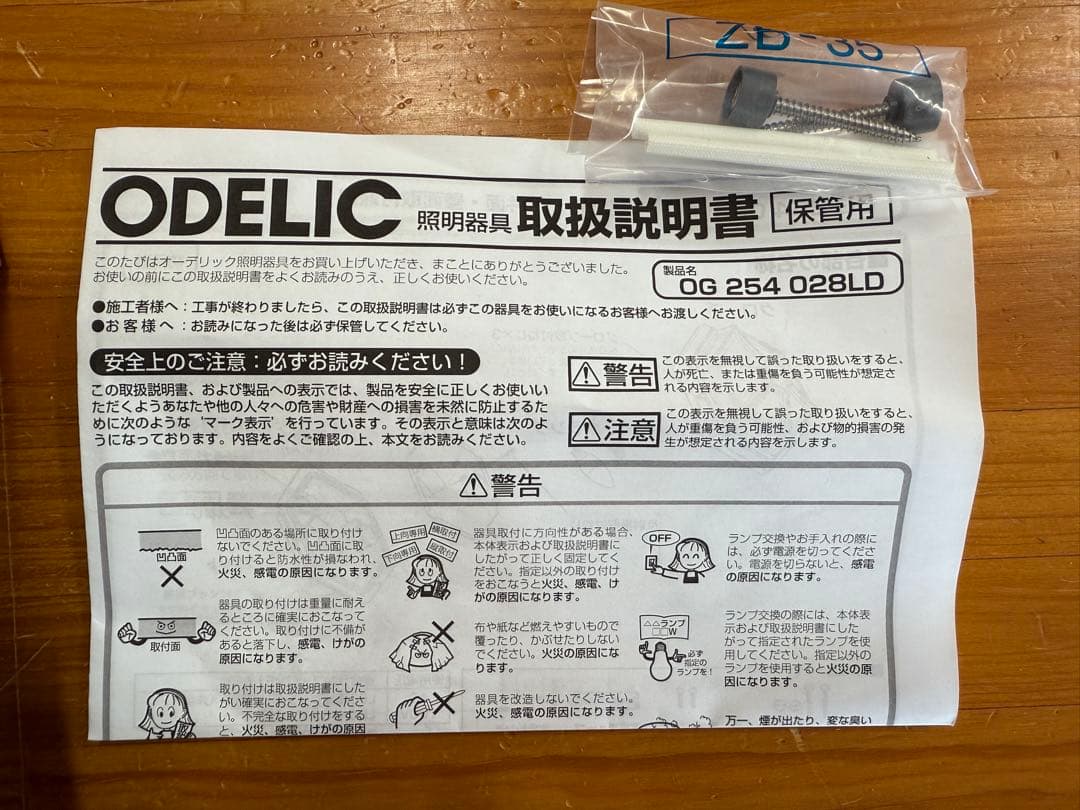 ZD-35
ODELIC 照明器具 取扱説明書 保管用
このたびはオーデリック照明器具をお買い上げいただき、まことにありがとうございました。
お使いの前にこの取扱説明書をよくお読みのうえ、正しくお使いください。
製品名
OG 254 028LD
●施工者様へ：工事が終わりましたら、この取扱説明書は必ずこの器具をお使いになるお客様へお渡しください。
●お客様へ：お読みになった後は必ず保管してください。
安全上のご注意：必ずお読みください！
この取扱説明書、および製品への表示では、製品を安全に正しくお使いい
ただくようあなたや他の人々への危害や財産への損害を未然に防止するた
めに次のような‘マーク表示’を行っています。その表示と意味は次のよ
うになっております。内容をよくご確認の上、本文をお読みください。
警告
この表示を無視して誤った取り扱いをすると、
人が死亡、または重傷を負う可能性が想定さ
れる内容を示します。
注意
この表示を無視して誤った取り扱いをすると、
人が重傷を負う可能性、および物的損害の発
生が想定される内容を示します。
警告
凹凸面
凹凸面のある場所に取り付け
ないでください。凹凸面に取
り付けると防水性が損なわれ、
火災、感電の原因になります。
取付面
器具の取り付けは重量に耐え
るところに確実におこなって
ください。取り付けに不備が
あると落下し、感電、けがの
原因になります。
取り付けは取扱説明書にした
がい確実におこなってください。
不完全な取り付けをする
と、火災、感電、けがの原因
上向専用
横取付
下向専用
縦取付
器具取付に方向性がある場合、
本体表示および取扱説明書に
したがって正しく固定してく
ださい。指定以外の取り付け
をおこなうと火災、感電、け
がの原因になります。
布や紙など燃えやすいもので
覆ったり、かぶせたりしない
でください。火災の原因にな
ります。
器具を改造しないでください。
火災、感電の原因になります。
OFF
ランプ交換やお手入れの際に
は、必ず電源を切ってくださ
い。電源を切らないと、感電
の原因になります。
△△ランプ
□□W
必ず
指定の
ランプを！
ランプ交換の際には、本体表
示および取扱説明書にした
がって指定されたランプを使
用してください。指定以外の
ランプを使用すると火災の原
因になります。
万一、煙が出たり、変な臭い